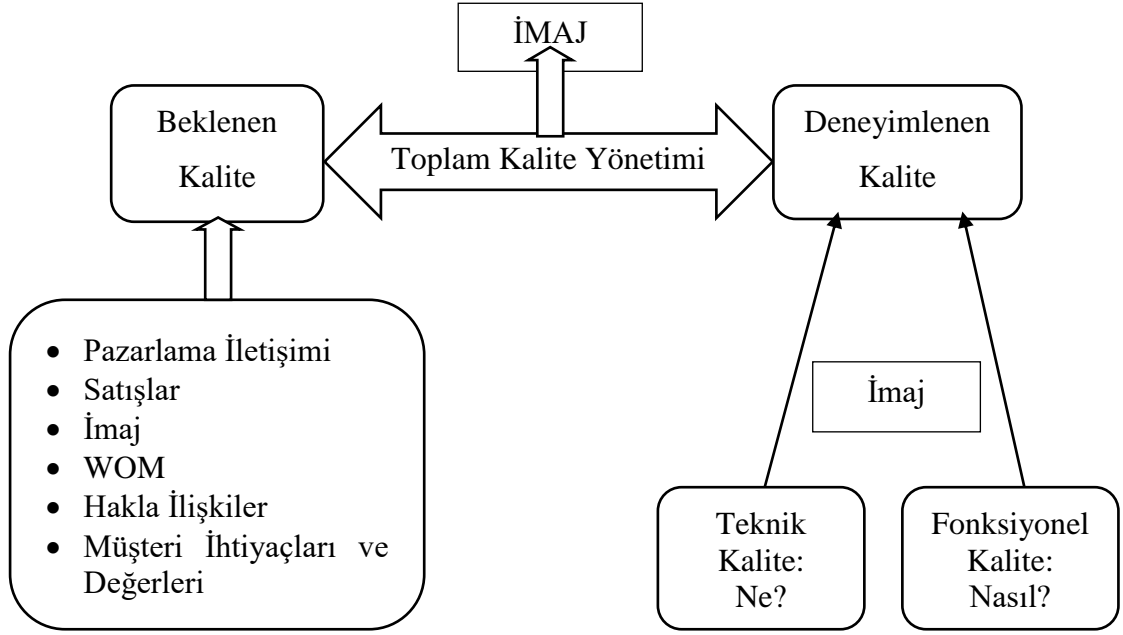 İMAJ
Beklenen
Kalite
Toplam Kalite Yönetimi
Deneyimlenen
Kalite
• Pazarlama İletişimi
• Satışlar
• İmaj
• WOM
• Hakla İlişkiler
• Müşteri İhtiyaçları ve
Değerleri
İmaj
Teknik
Kalite:
Ne?
Fonksiyonel
Kalite:
Nasıl?